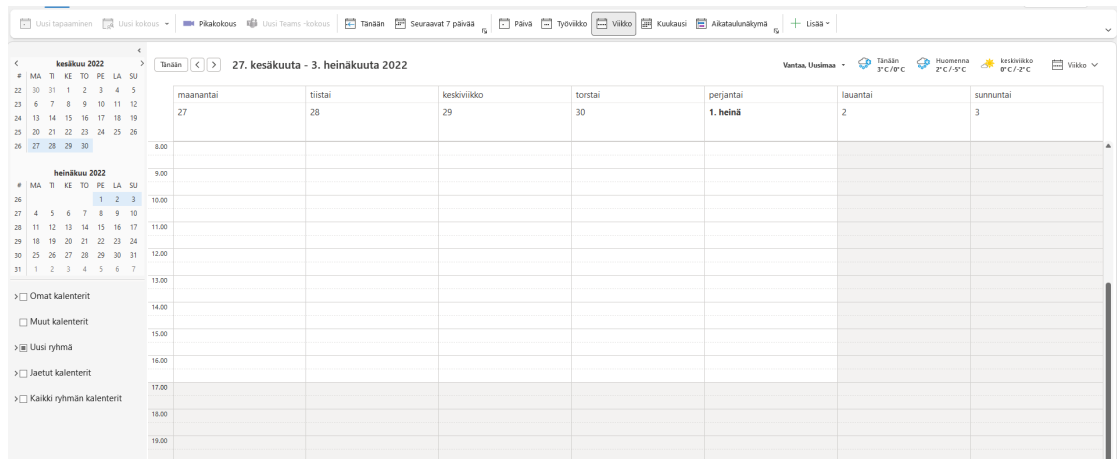 Uusi tapaaminen Uusi kokous Pikakokous Uusi Teams -kokous Tänään Seuraavat 7 päivää Päivä Työviikko Viikko Kuukausi Aikataulunäkymä Lisää
kesäkuu 2022
# MA TI KE TO PE LA SU
22 30 31 1 2 3 4 5
23 6 7 8 9 10 11 12
24 13 14 15 16 17 18 19
25 20 21 22 23 24 25 26
26 27 28 29 30
heinäkuu 2022
# MA TI KE TO PE LA SU
26 1 2 3
27 4 5 6 7 8 9 10
28 11 12 13 14 15 16 17
29 18 19 20 21 22 23 24
30 25 26 27 28 29 30 31
31 1 2 3 4 5 6 7
Omat kalenterit
Muut kalenterit
Uusi ryhmä
Jaetut kalenterit
Kaikki ryhmän kalenterit
Tänään 27. kesäkuuta - 3. heinäkuuta 2022
Vantaa, Uusimaa
Tänään
3°C/0°C
Huomenna
2°C/-5°C
keskiviikko
0°C/-2°C
Viikko
maanantai tiistai keskiviikko torstai perjantai lauantai sunnuntai
27 28 29 30 1. heinä 2 3
8.00
9.00
10.00
11.00
12.00
13.00
14.00
15.00
16.00
17.00
18.00
19.00